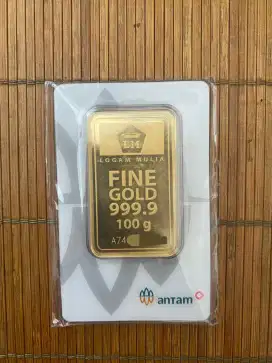 LM
LOGAM MULIA
FINE
GOLD
999.9
100 g
A74
antam